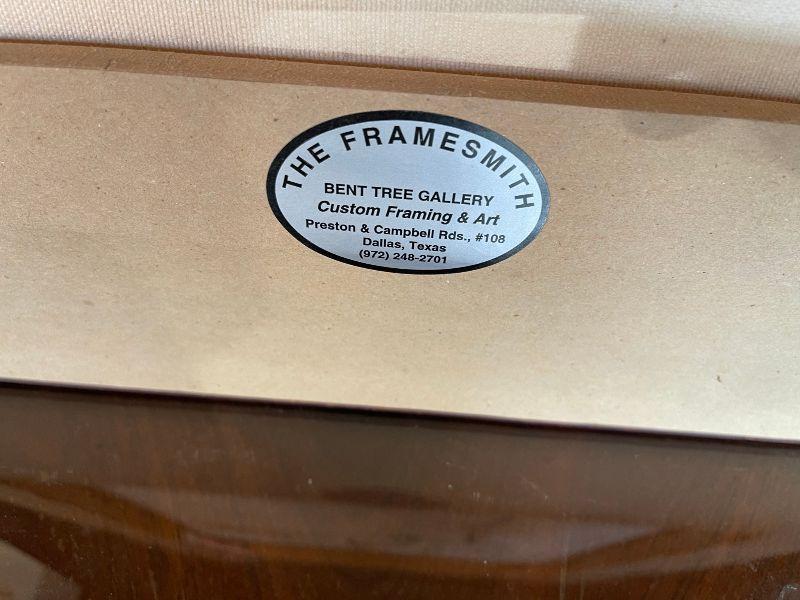 THE FRAMESMITH
BENT TREE GALLERY
Custom Framing & Art
Preston & Campbell Rds., #108
Dallas, Texas
(972) 248-2701